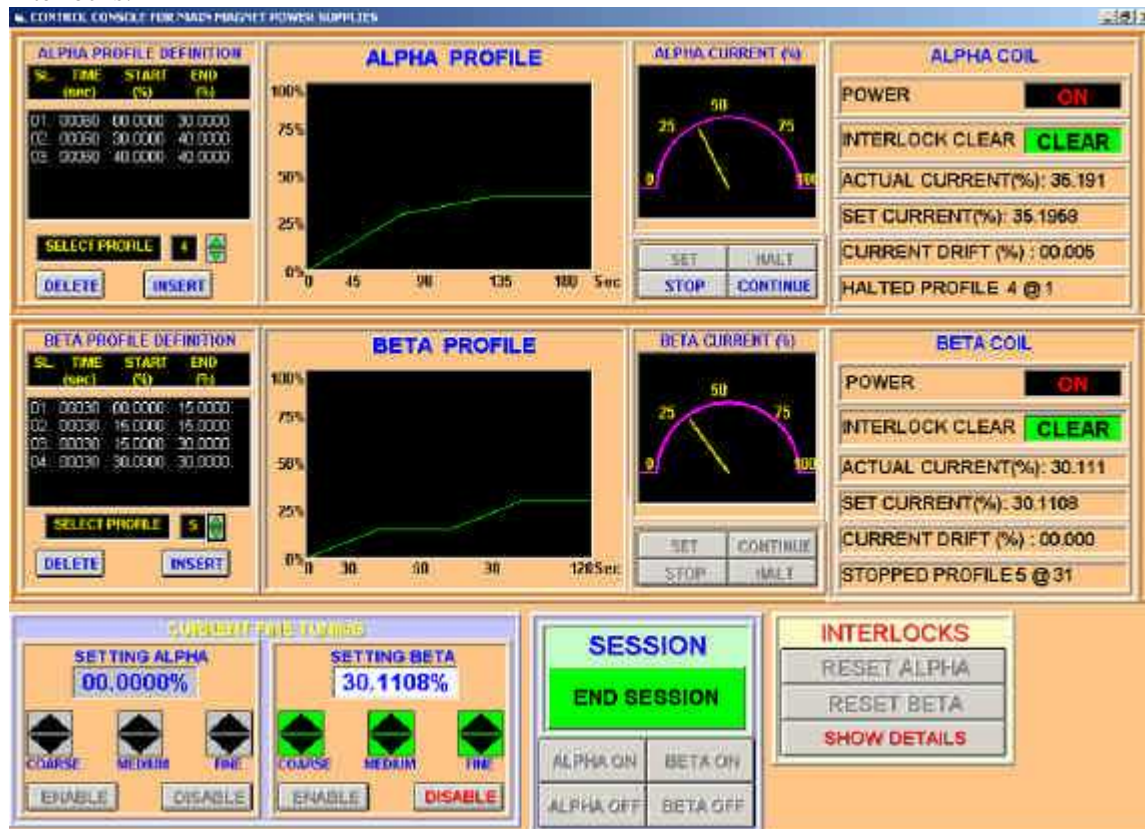 CONTROL CONSOLE FOR MAIN MAGNET POWER SUPPLIES
ALPHA PROFILE DEFINITION
SL. TIME START END
(sec) (%) (%)
01 00.0000 30.0000
02 30.0000 40.0000
03 40.0000 40.0000
SELECT PROFILE 4
DELETE INSERT
ALPHA PROFILE
100%
75%
50%
25%
0%
0 45 90 135 180 Sec
ALPHA CURRENT (%)
0 25 50 75 100
SET HALT
STOP CONTINUE
ALPHA COIL
POWER ON
INTERLOCK CLEAR CLEAR
ACTUAL CURRENT(%): 35.191
SET CURRENT(%): 35.1958
CURRENT DRIFT (%) : 00.005
HALTED PROFILE 4 @ 1
BETA PROFILE DEFINITION
SL. TIME START END
(sec) (%) (%)
01 00030 00.0000 15.0000
02 00030 15.0000 15.0000
03 00030 15.0000 30.0000
04 00030 30.0000 30.0000
SELECT PROFILE 5
DELETE INSERT
BETA PROFILE
100%
75%
50%
25%
0%
0 30 120Sec
BETA CURRENT (%)
0 25 50 75 100
SET CONTINUE
STOP HALT
BETA COIL
POWER ON
INTERLOCK CLEAR CLEAR
ACTUAL CURRENT(%): 30.111
SET CURRENT(%): 30.1108
CURRENT DRIFT (%) : 00.000
STOPPED PROFILE 5 @ 31
CURRENT FINE TUNING
SETTING ALPHA
00.0000%
COARSE MEDIUM FINE
ENABLE DISABLE
SETTING BETA
30.1108%
COARSE MEDIUM FINE
ENABLE DISABLE
SESSION
END SESSION
ALPHA ON BETA ON
ALPHA OFF BETA OFF
INTERLOCKS
RESET ALPHA
RESET BETA
SHOW DETAILS